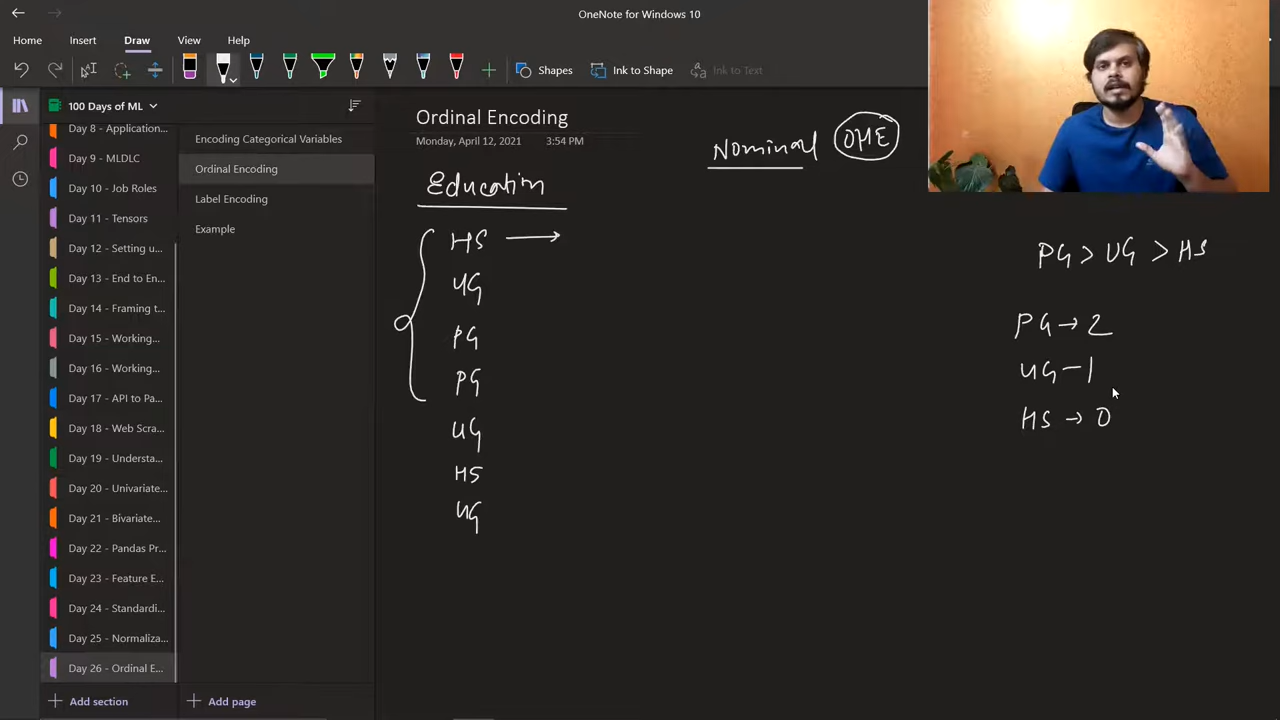 OneNote for Windows 10
Home Insert Draw View Help
Shapes Ink to Shape Ink to Text
100 Days of ML
Day 8 - Application...
Day 9 - MLDLC
Day 10 - Job Roles
Day 11 - Tensors
Day 12 - Setting u...
Day 13 - End to En...
Day 14 - Framing t...
Day 15 - Working...
Day 16 - Working...
Day 17 - API to Pa...
Day 18 - Web Scra...
Day 19 - Understa...
Day 20 - Univariate...
Day 21 - Bivariate...
Day 22 - Pandas Pr...
Day 23 - Feature E...
Day 24 - Standardi...
Day 25 - Normaliza...
Day 26 - Ordinal E...
Add section
Encoding Categorical Variables
Ordinal Encoding
Label Encoding
Example
Add page
Ordinal Encoding
Monday, April 12, 2021 3:54 PM
Education
HS →
UG
PG
PG
UG
HS
UG
Nominal OHE
PG > UG > HS
PG → 2
UG - 1
HS → 0